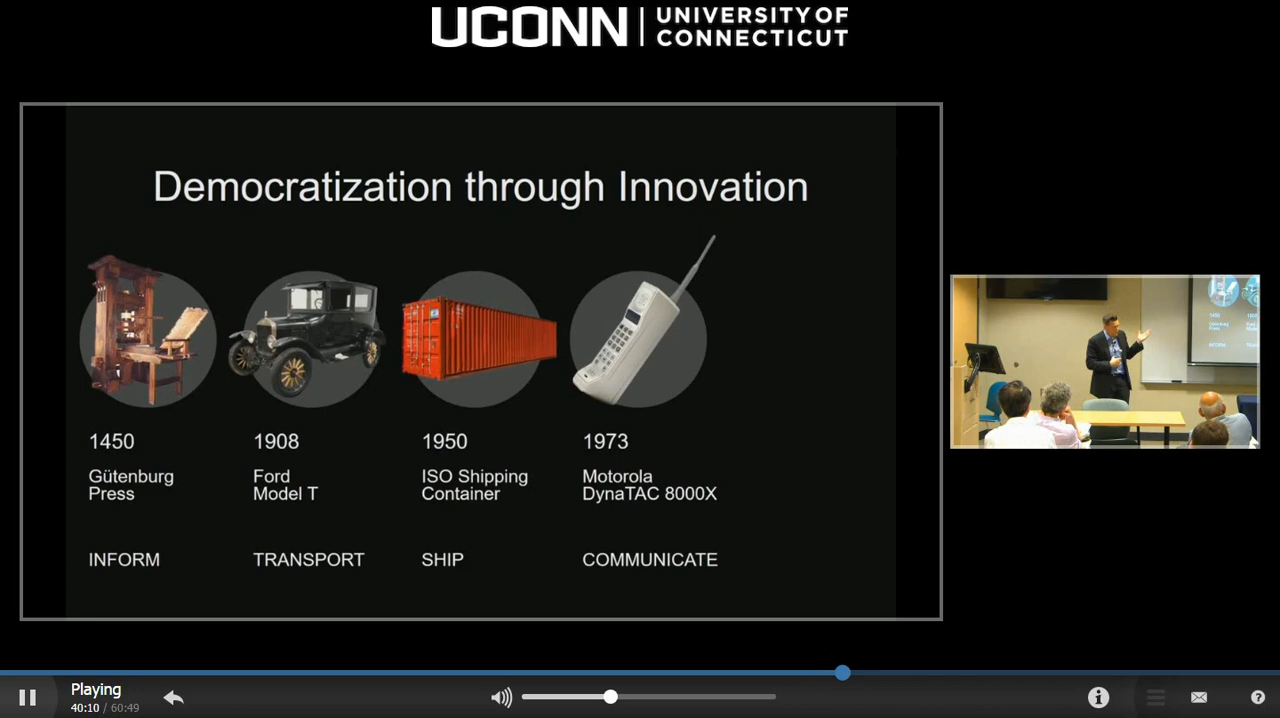 UCONN
UNIVERSITY OF
CONNECTICUT
Democratization through Innovation
1450
Gütenburg
Press
INFORM
1908
Ford
Model T
TRANSPORT
1950
ISO Shipping
Container
SHIP
1973
Motorola
DynaTAC 8000X
COMMUNICATE
Playing
40:10 / 60:49